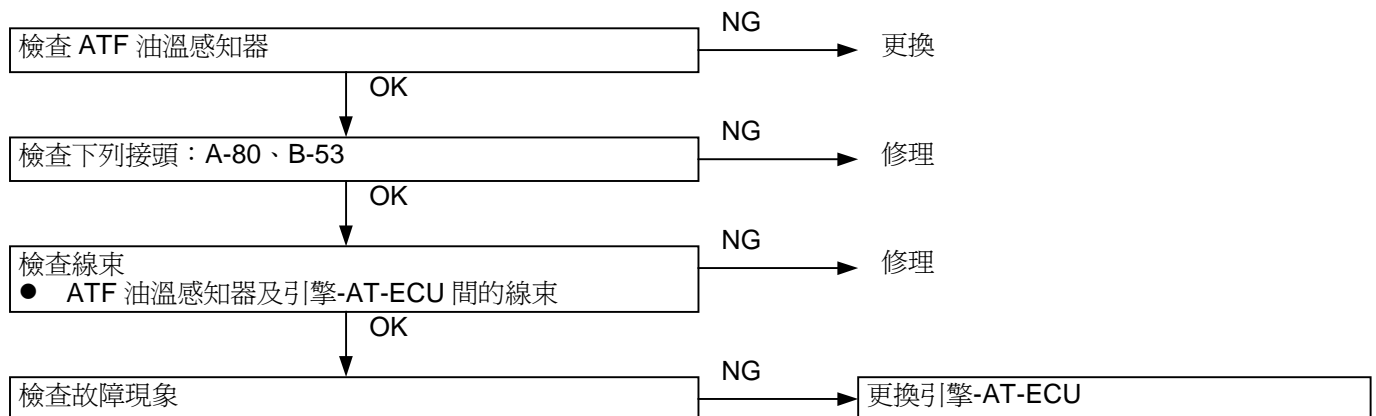 NG
檢查 ATF 油溫感知器
更換
OK
NG
檢查下列接頭：A-80、B-53
修理
OK
NG
檢查線束
修理
● ATF 油溫感知器及引擎-AT-ECU 間的線束
OK
NG
檢查故障現象
更換引擎-AT-ECU